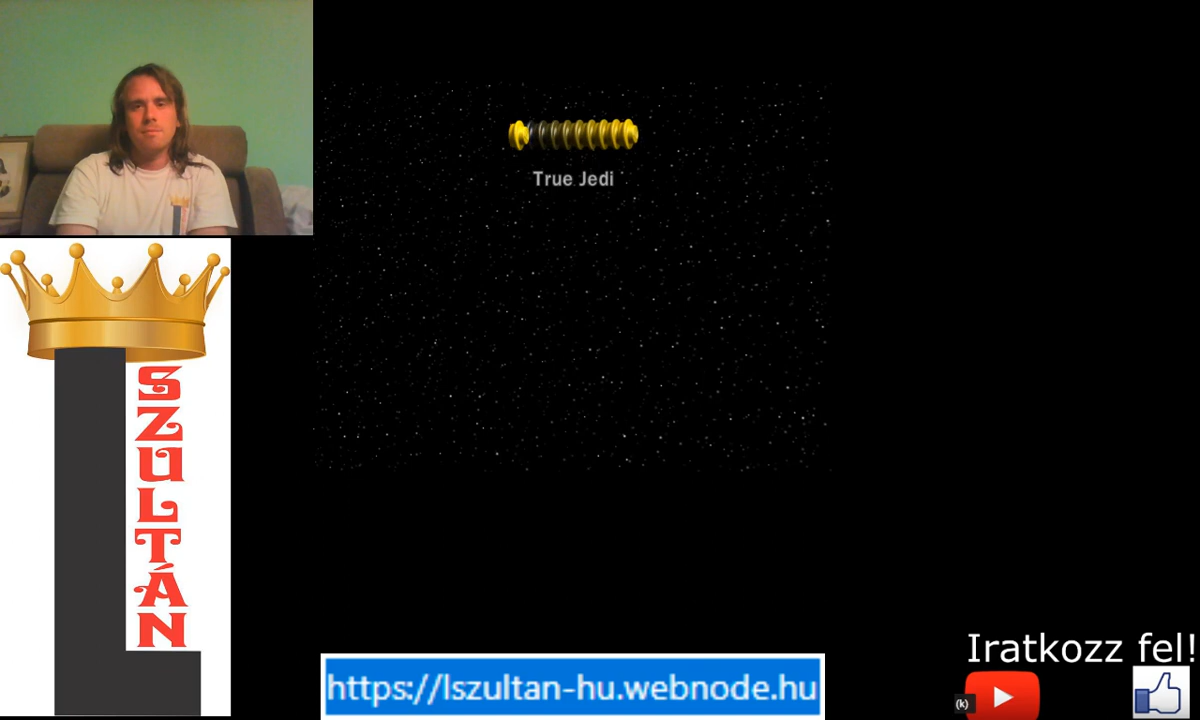 True Jedi
SZULTÁN
https://lszultan-hu.webnode.hu
Iratkozz fel!
(k)